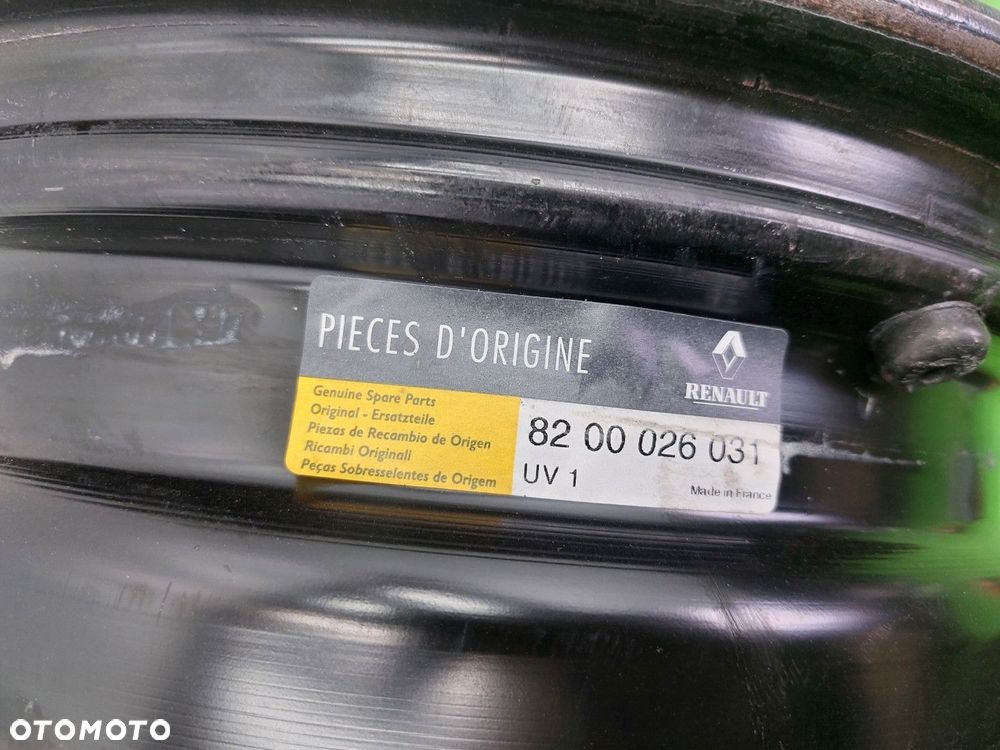 PIECES D'ORIGINE
RENAULT
Genuine Spare Parts
Original - Ersatzteile
Piezas de Recambio de Origen
Ricambi Originali
Peças Sobresselentes de Origem
82 00 026 031
UV 1
Made in France
OTOMOTO